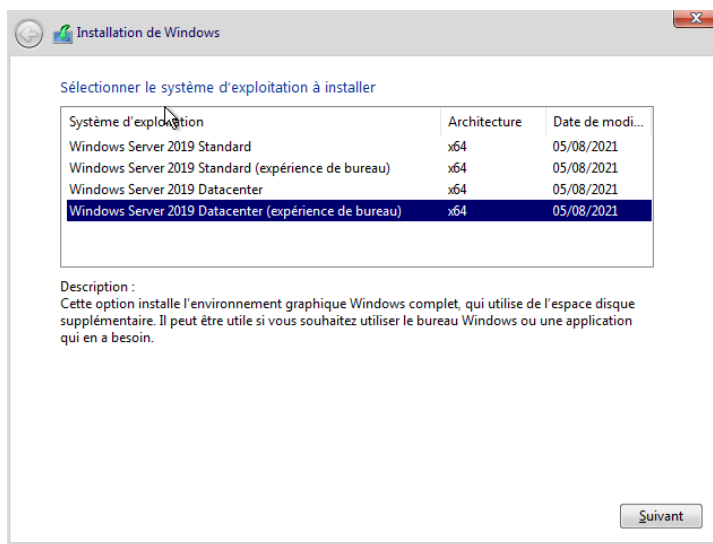 Installation de Windows
Sélectionner le système d'exploitation à installer
Système d'exploitation Architecture Date de modi...
Windows Server 2019 Standard x64 05/08/2021
Windows Server 2019 Standard (expérience de bureau) x64 05/08/2021
Windows Server 2019 Datacenter x64 05/08/2021
Windows Server 2019 Datacenter (expérience de bureau) x64 05/08/2021
Description :
Cette option installe l'environnement graphique Windows complet, qui utilise de l'espace disque
supplémentaire. Il peut être utile si vous souhaitez utiliser le bureau Windows ou une application
qui en a besoin.
Suivant